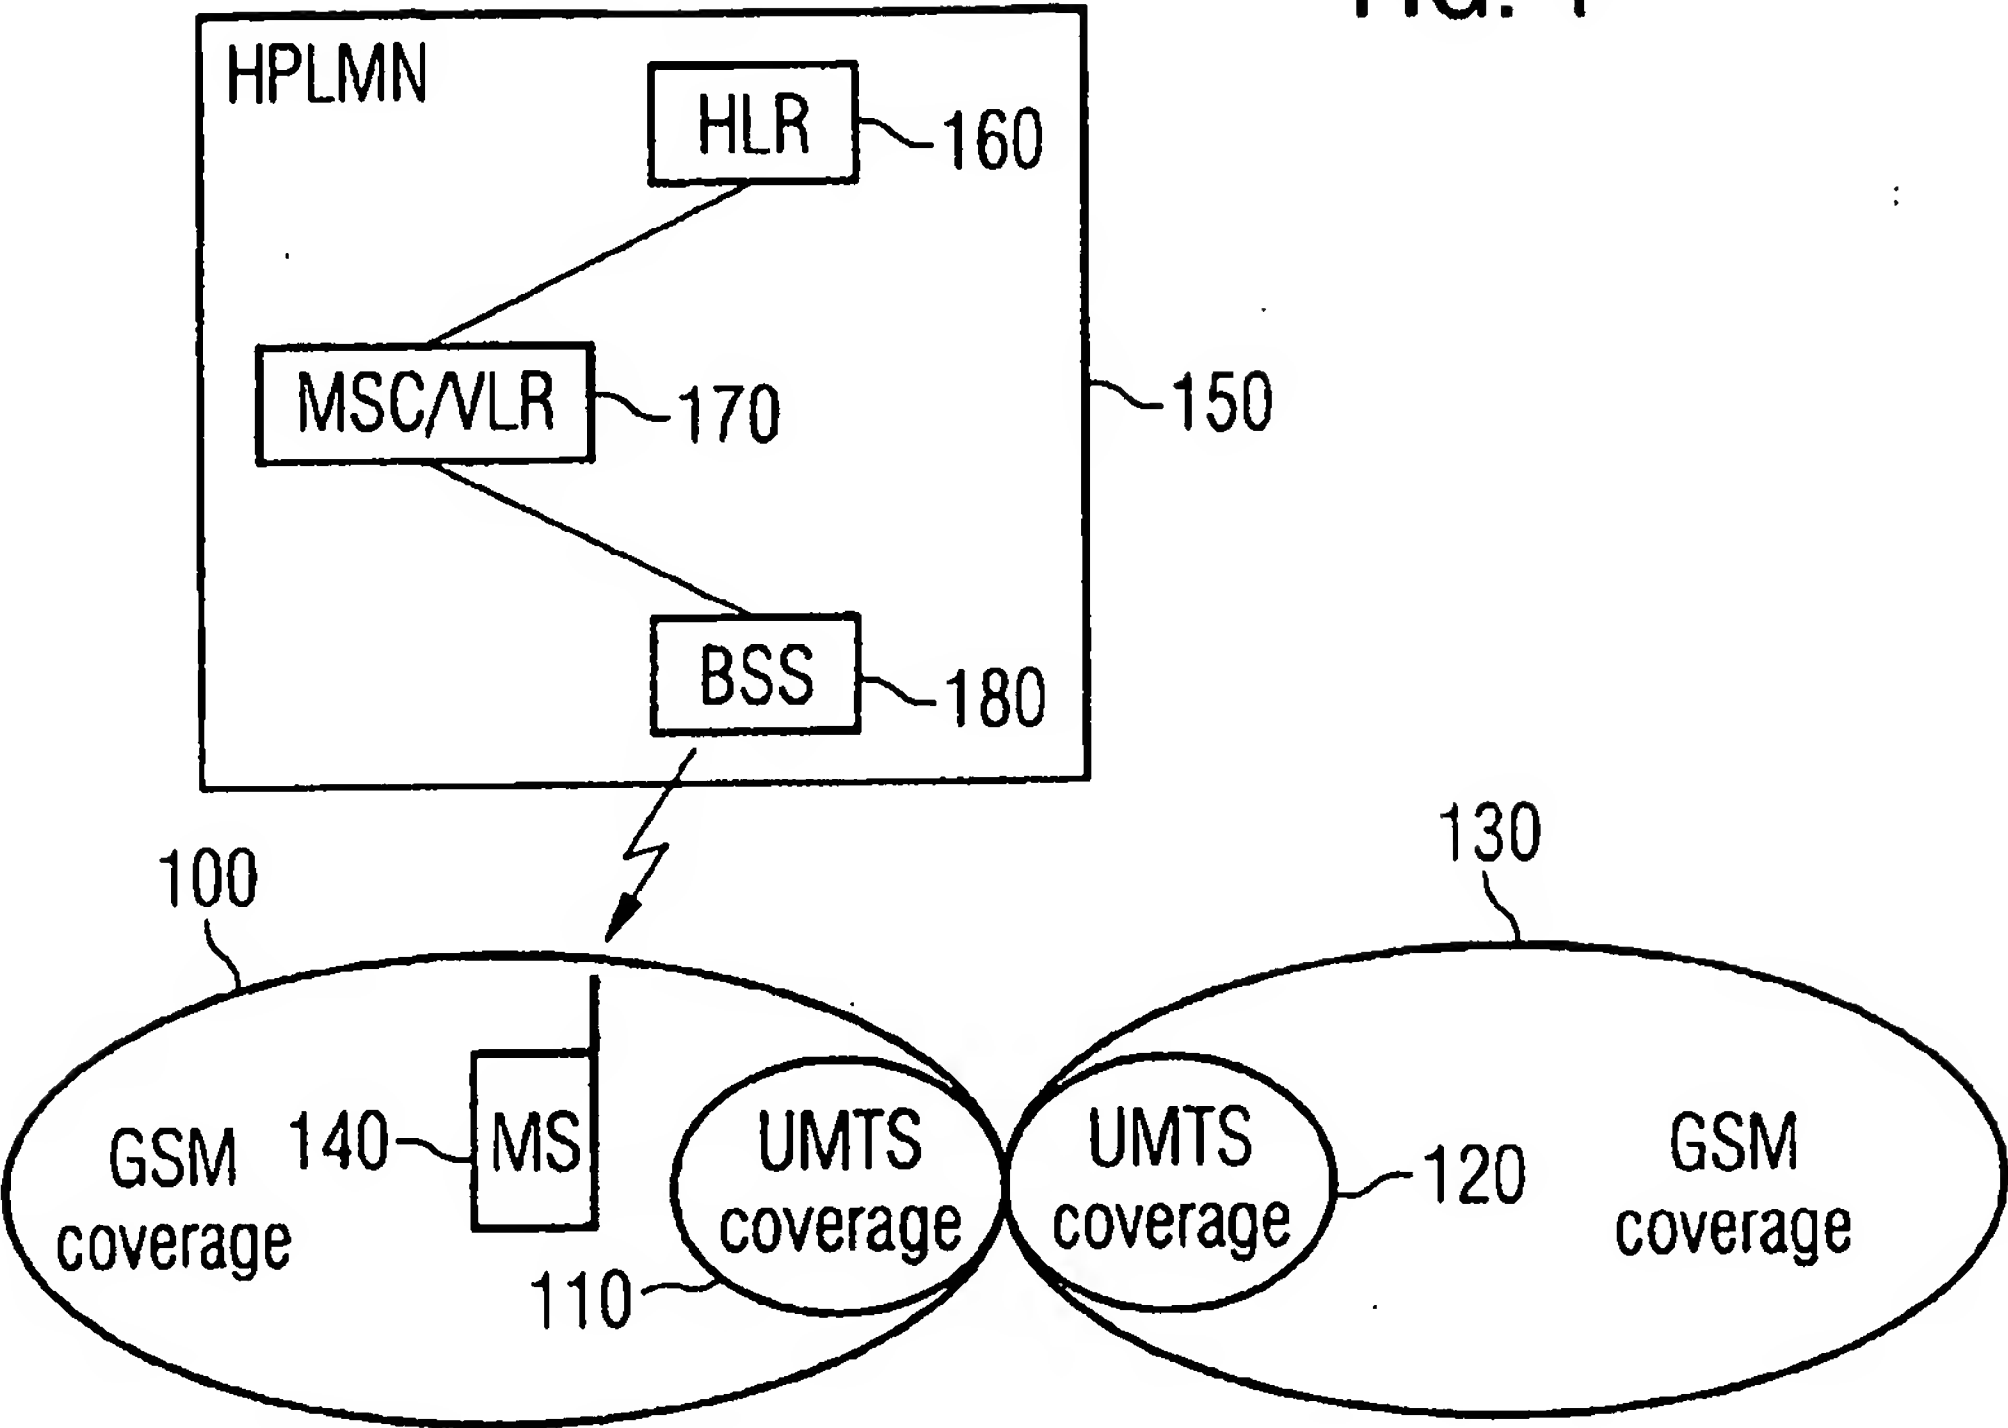 HPLMN
HLR
160
MSC/VLR
170
150
BSS
180
100
130
GSM
coverage
140
MS
UMTS
coverage
110
UMTS
coverage
120
GSM
coverage